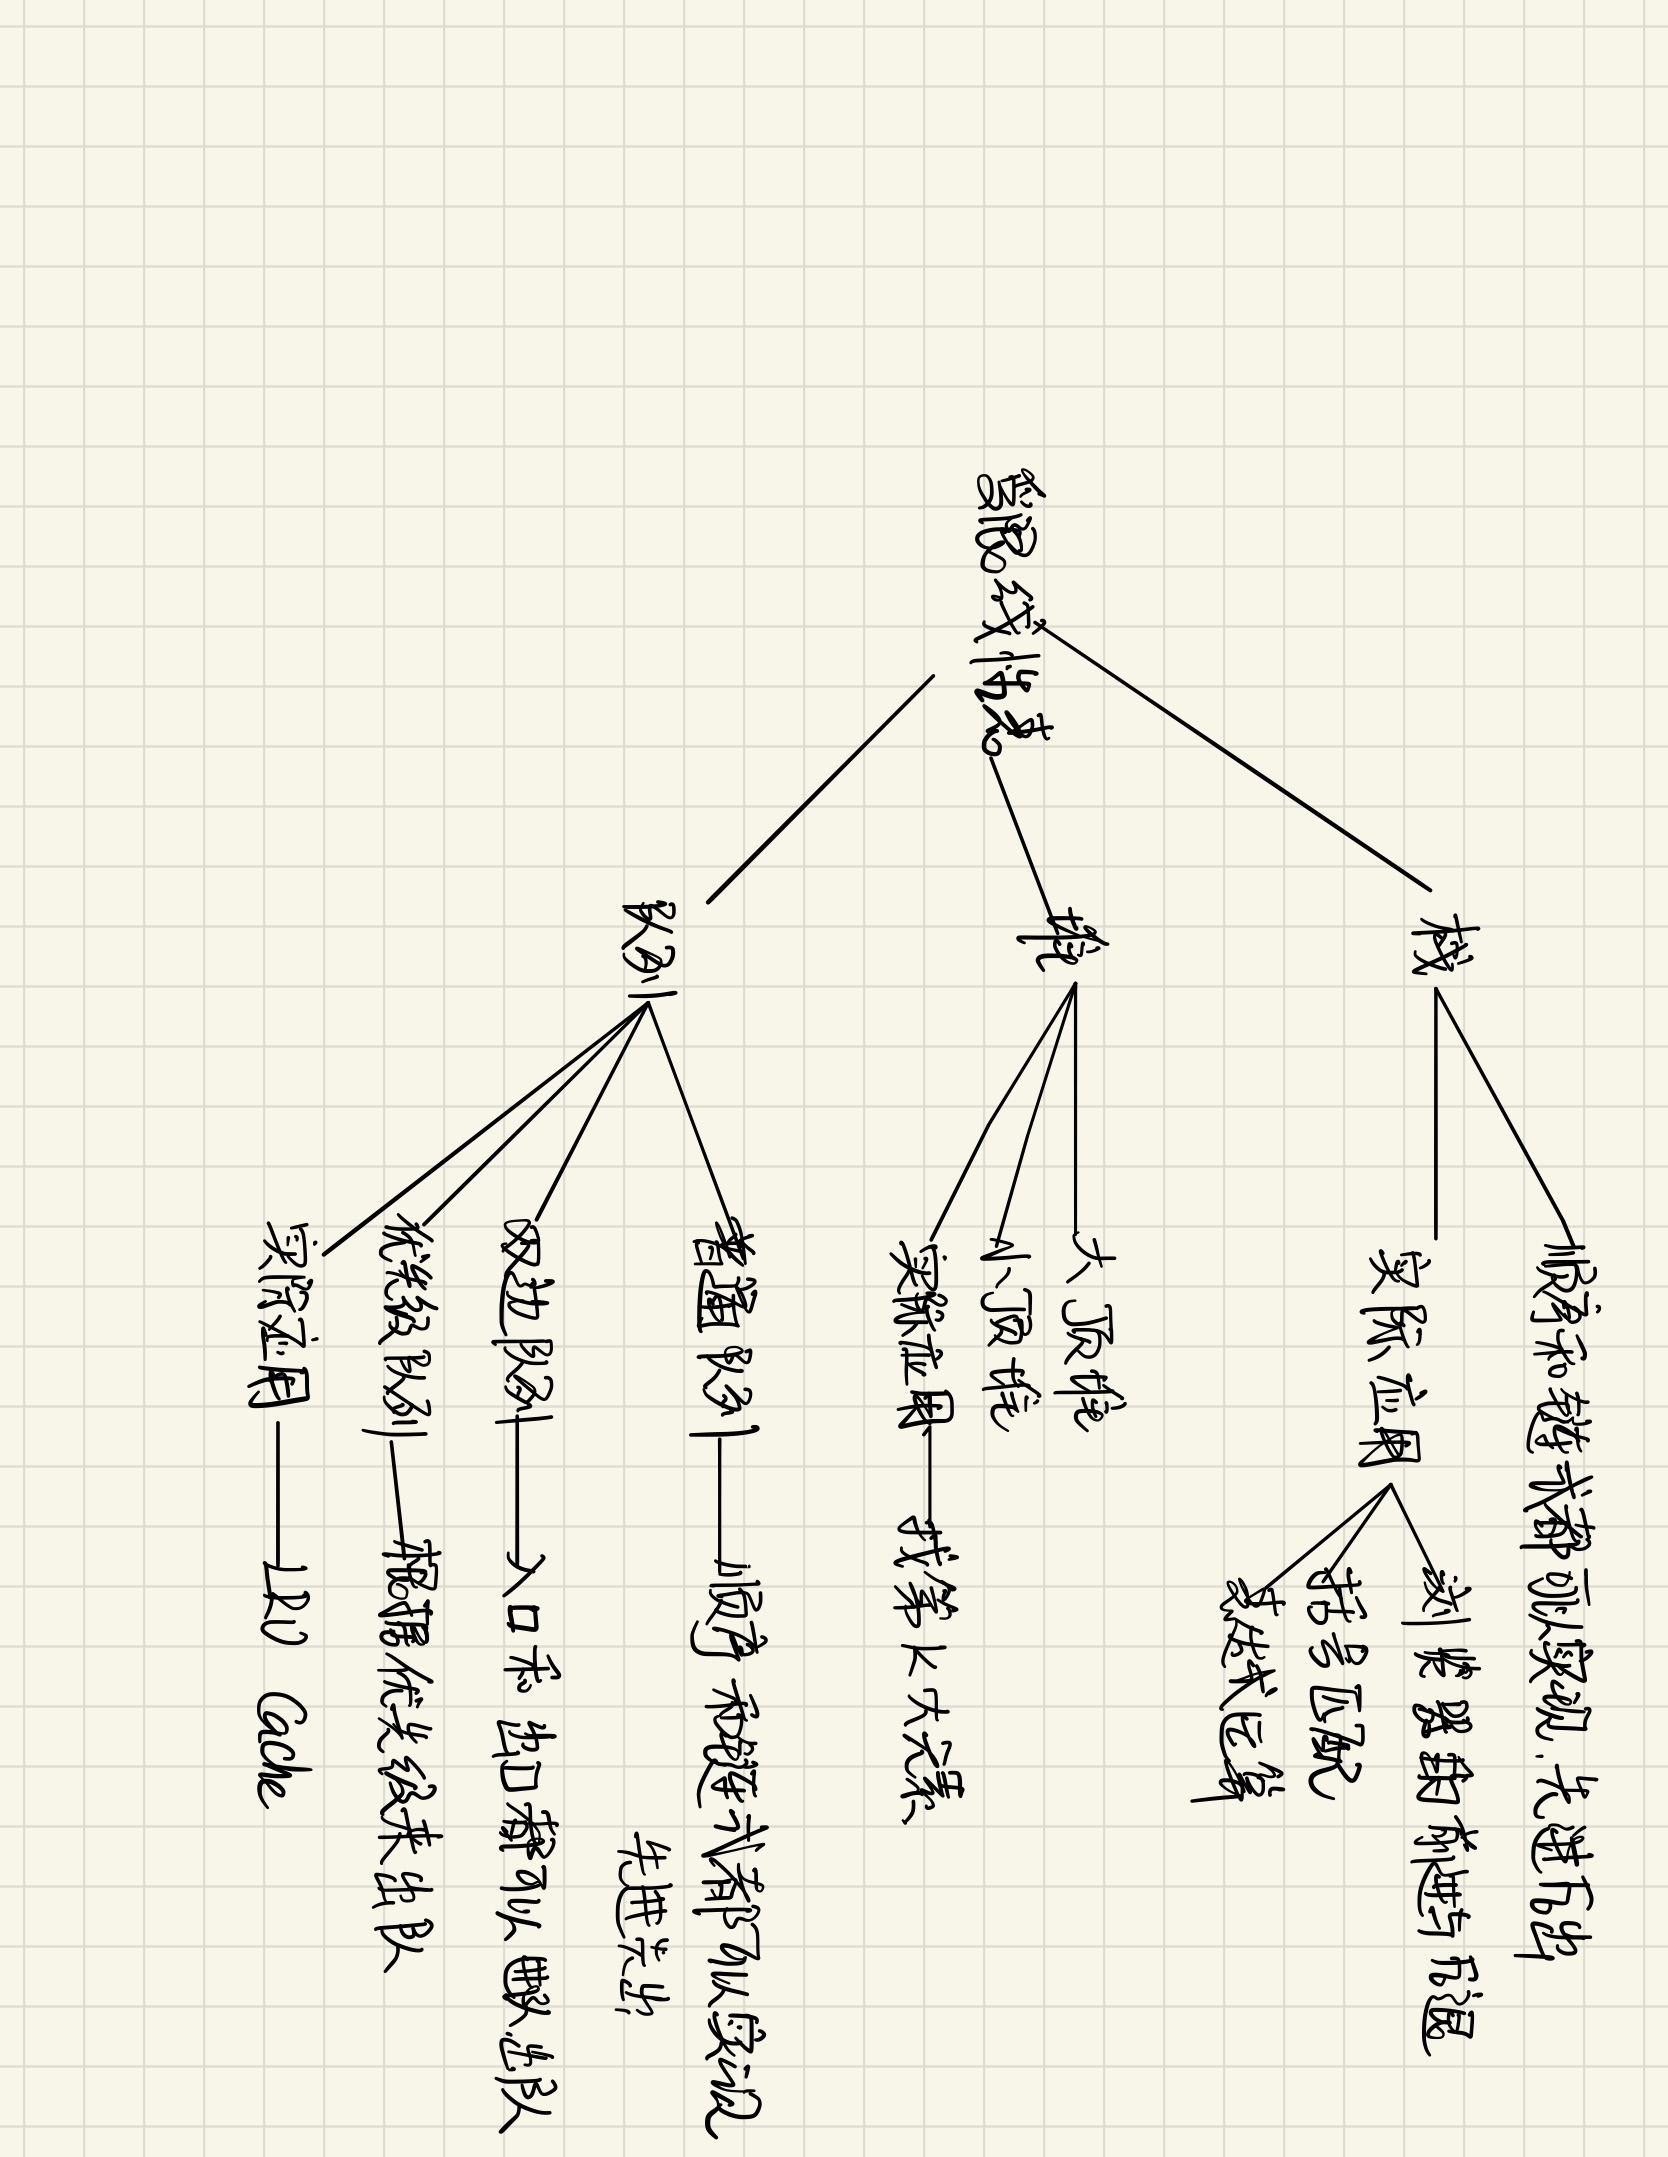 受限线性表
栈
顺序和链式都可以实现.先进后出
实际应用
浏览器的前进与后退
括号匹配
表达式运算
堆
大顶堆
小顶堆
实际应用
找第K大元素
队列
普通队列
顺序和链式都可以实现
先进先出
双边队列
入口和出口都可以出队
优先级队列
根据优先级来出队
实际应用
LRU Cache